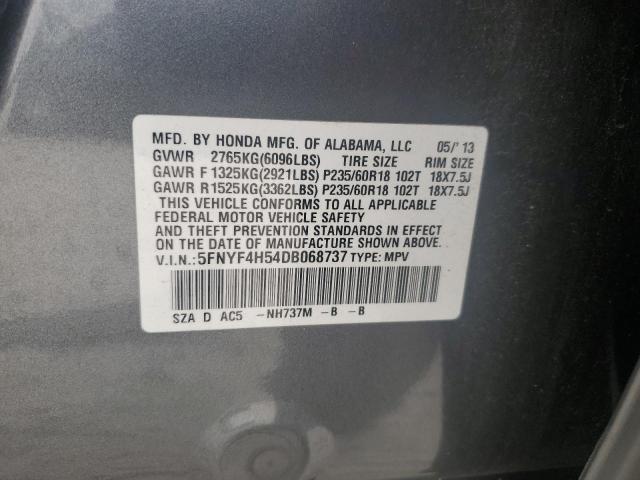 MFD. BY HONDA MFG. OF ALABAMA, LLC 05/'13
GVWR 2765KG(6096LBS) TIRE SIZE RIM SIZE
GAWR F 1325KG(2921LBS) P235/60R18 102T 18X7.5J
GAWR R1525KG(3362LBS) P235/60R18 102T 18X7.5J
THIS VEHICLE CONFORMS TO ALL APPLICABLE
FEDERAL MOTOR VEHICLE SAFETY
AND THEFT PREVENTION STANDARDS IN EFFECT
ON THE DATE OF MANUFACTURE SHOWN ABOVE.
V.I.N.:5FNYF4H54DB068737 TYPE: MPV
SZA D AC5 -NH737M -B -B